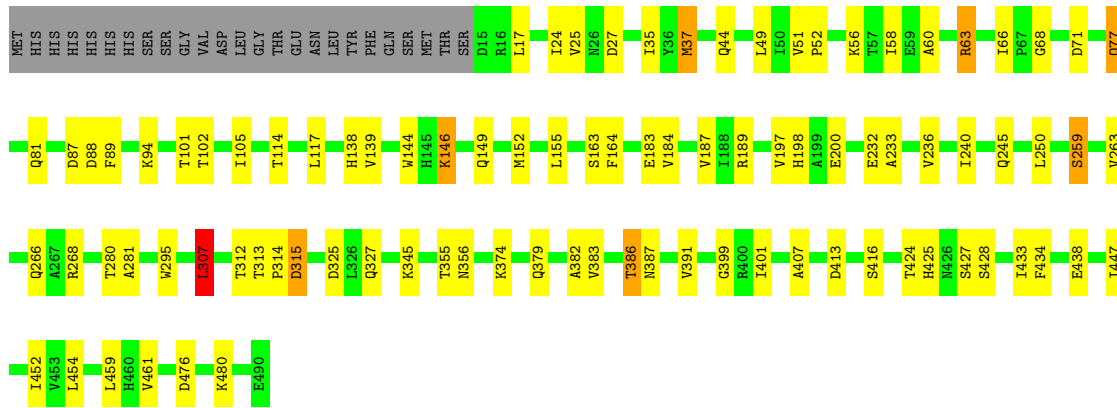 MET HIS HIS HIS HIS HIS HIS SER SER GLY VAL ASP LEU GLY THR GLU ASN LEU TYR PHE GLN SER MET THR SER D15 R16 L17 I24 V25 N26 D27 I35 Y36 M37 Q44 L49 I50 V51 P52 K56 T57 I58 E59 A60 R63 I66 P67 G68 D71 Q77
Q81 D87 D88 F89 K94 T101 T102 I105 T114 L117 H138 V139 W144 H145 K146 Q149 M152 L155 S163 F164 E183 V184 V187 I188 R189 V197 H198 A199 E200 E232 A233 V236 I240 Q245 L250 S259 V263
Q266 A267 R268 T280 A281 W295 L307 T312 T313 P314 D315 D325 L326 Q327 K345 T355 N356 K374 Q379 A382 V383 T386 N387 V391 G399 R400 I401 A407 D413 S416 T424 H425 N426 S427 S428 I433 F434 E438 I447
I452 V453 L454 L459 H460 V461 D476 K480 E490